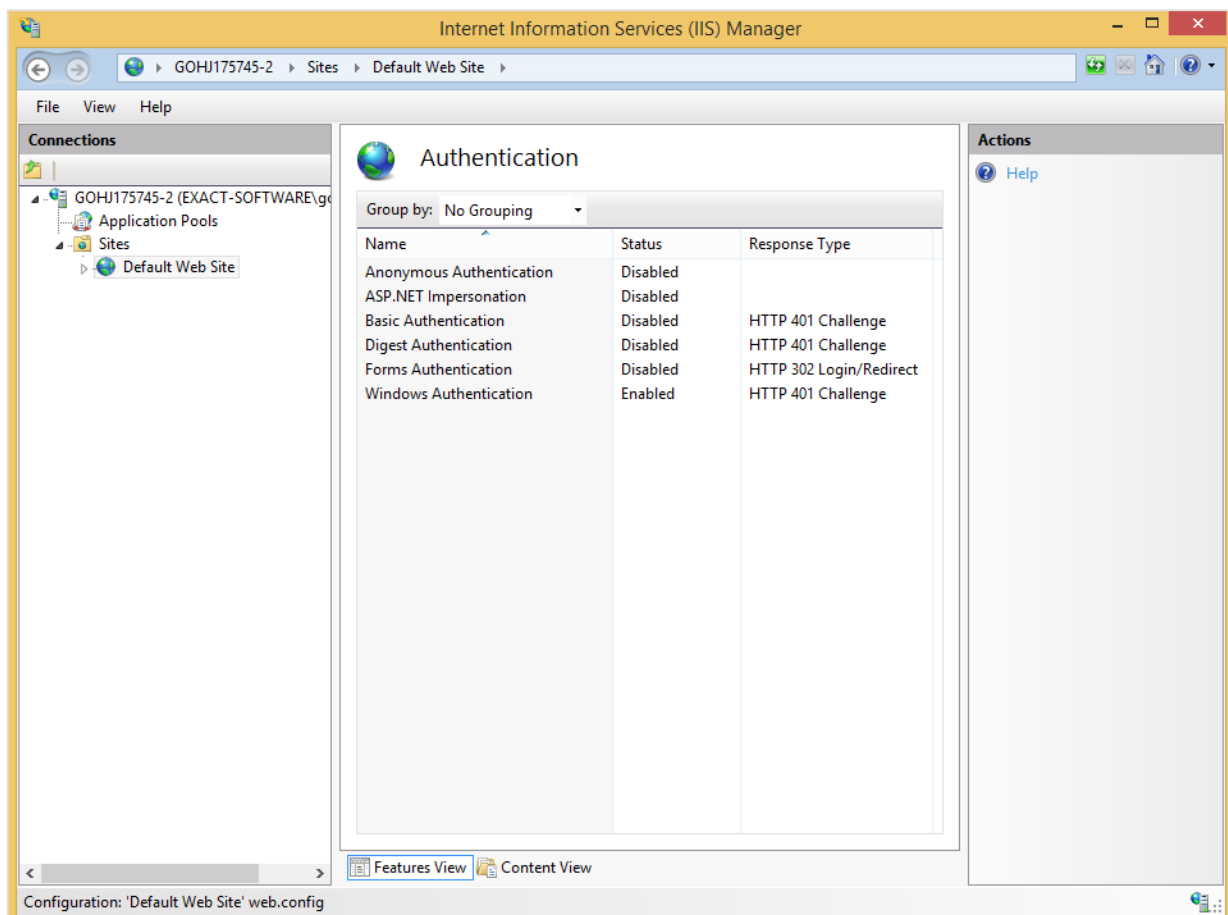 Internet Information Services (IIS) Manager
GOHJ175745-2 Sites Default Web Site
File View Help
Connections
GOHJ175745-2 (EXACT-SOFTWARE\g
Application Pools
Sites
Default Web Site
Authentication
Group by: No Grouping
Name Status Response Type
Anonymous Authentication Disabled
ASP.NET Impersonation Disabled
Basic Authentication Disabled HTTP 401 Challenge
Digest Authentication Disabled HTTP 401 Challenge
Forms Authentication Disabled HTTP 302 Login/Redirect
Windows Authentication Enabled HTTP 401 Challenge
Features View Content View
Actions
Help
Configuration: 'Default Web Site' web.config